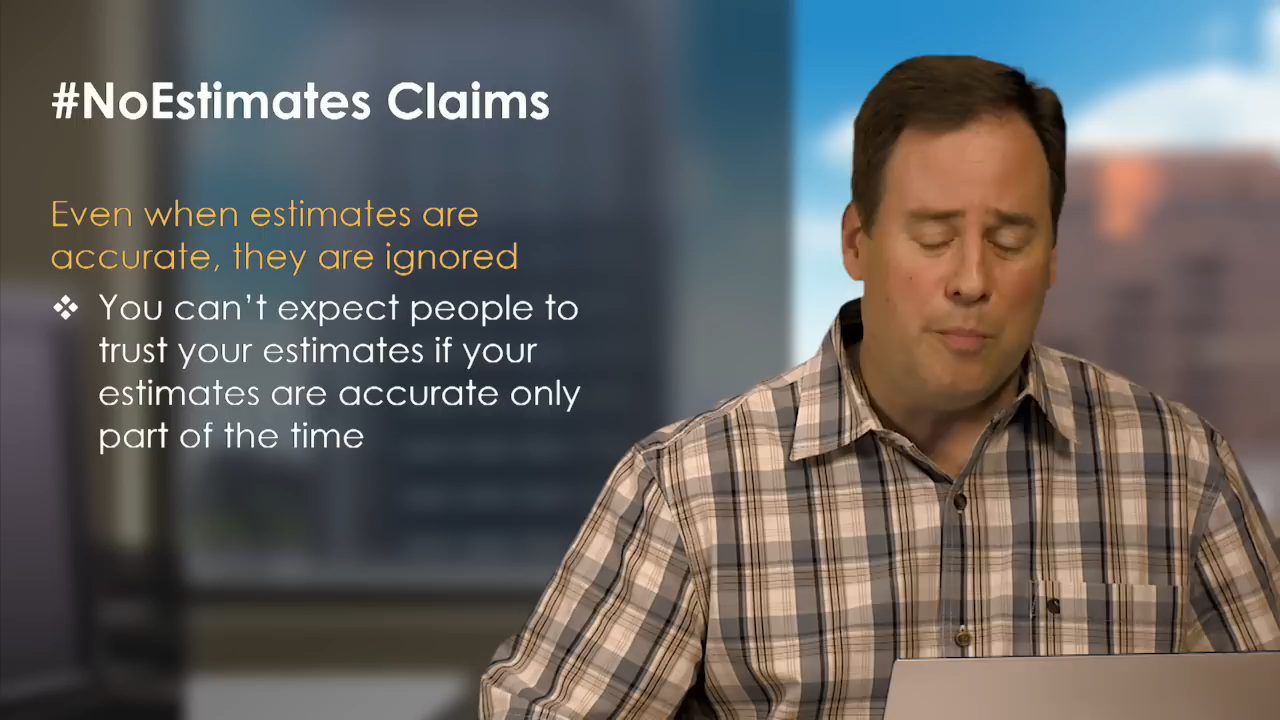 #NoEstimates Claims
Even when estimates are
accurate, they are ignored
❖ You can’t expect people to
trust your estimates if your
estimates are accurate only
part of the time